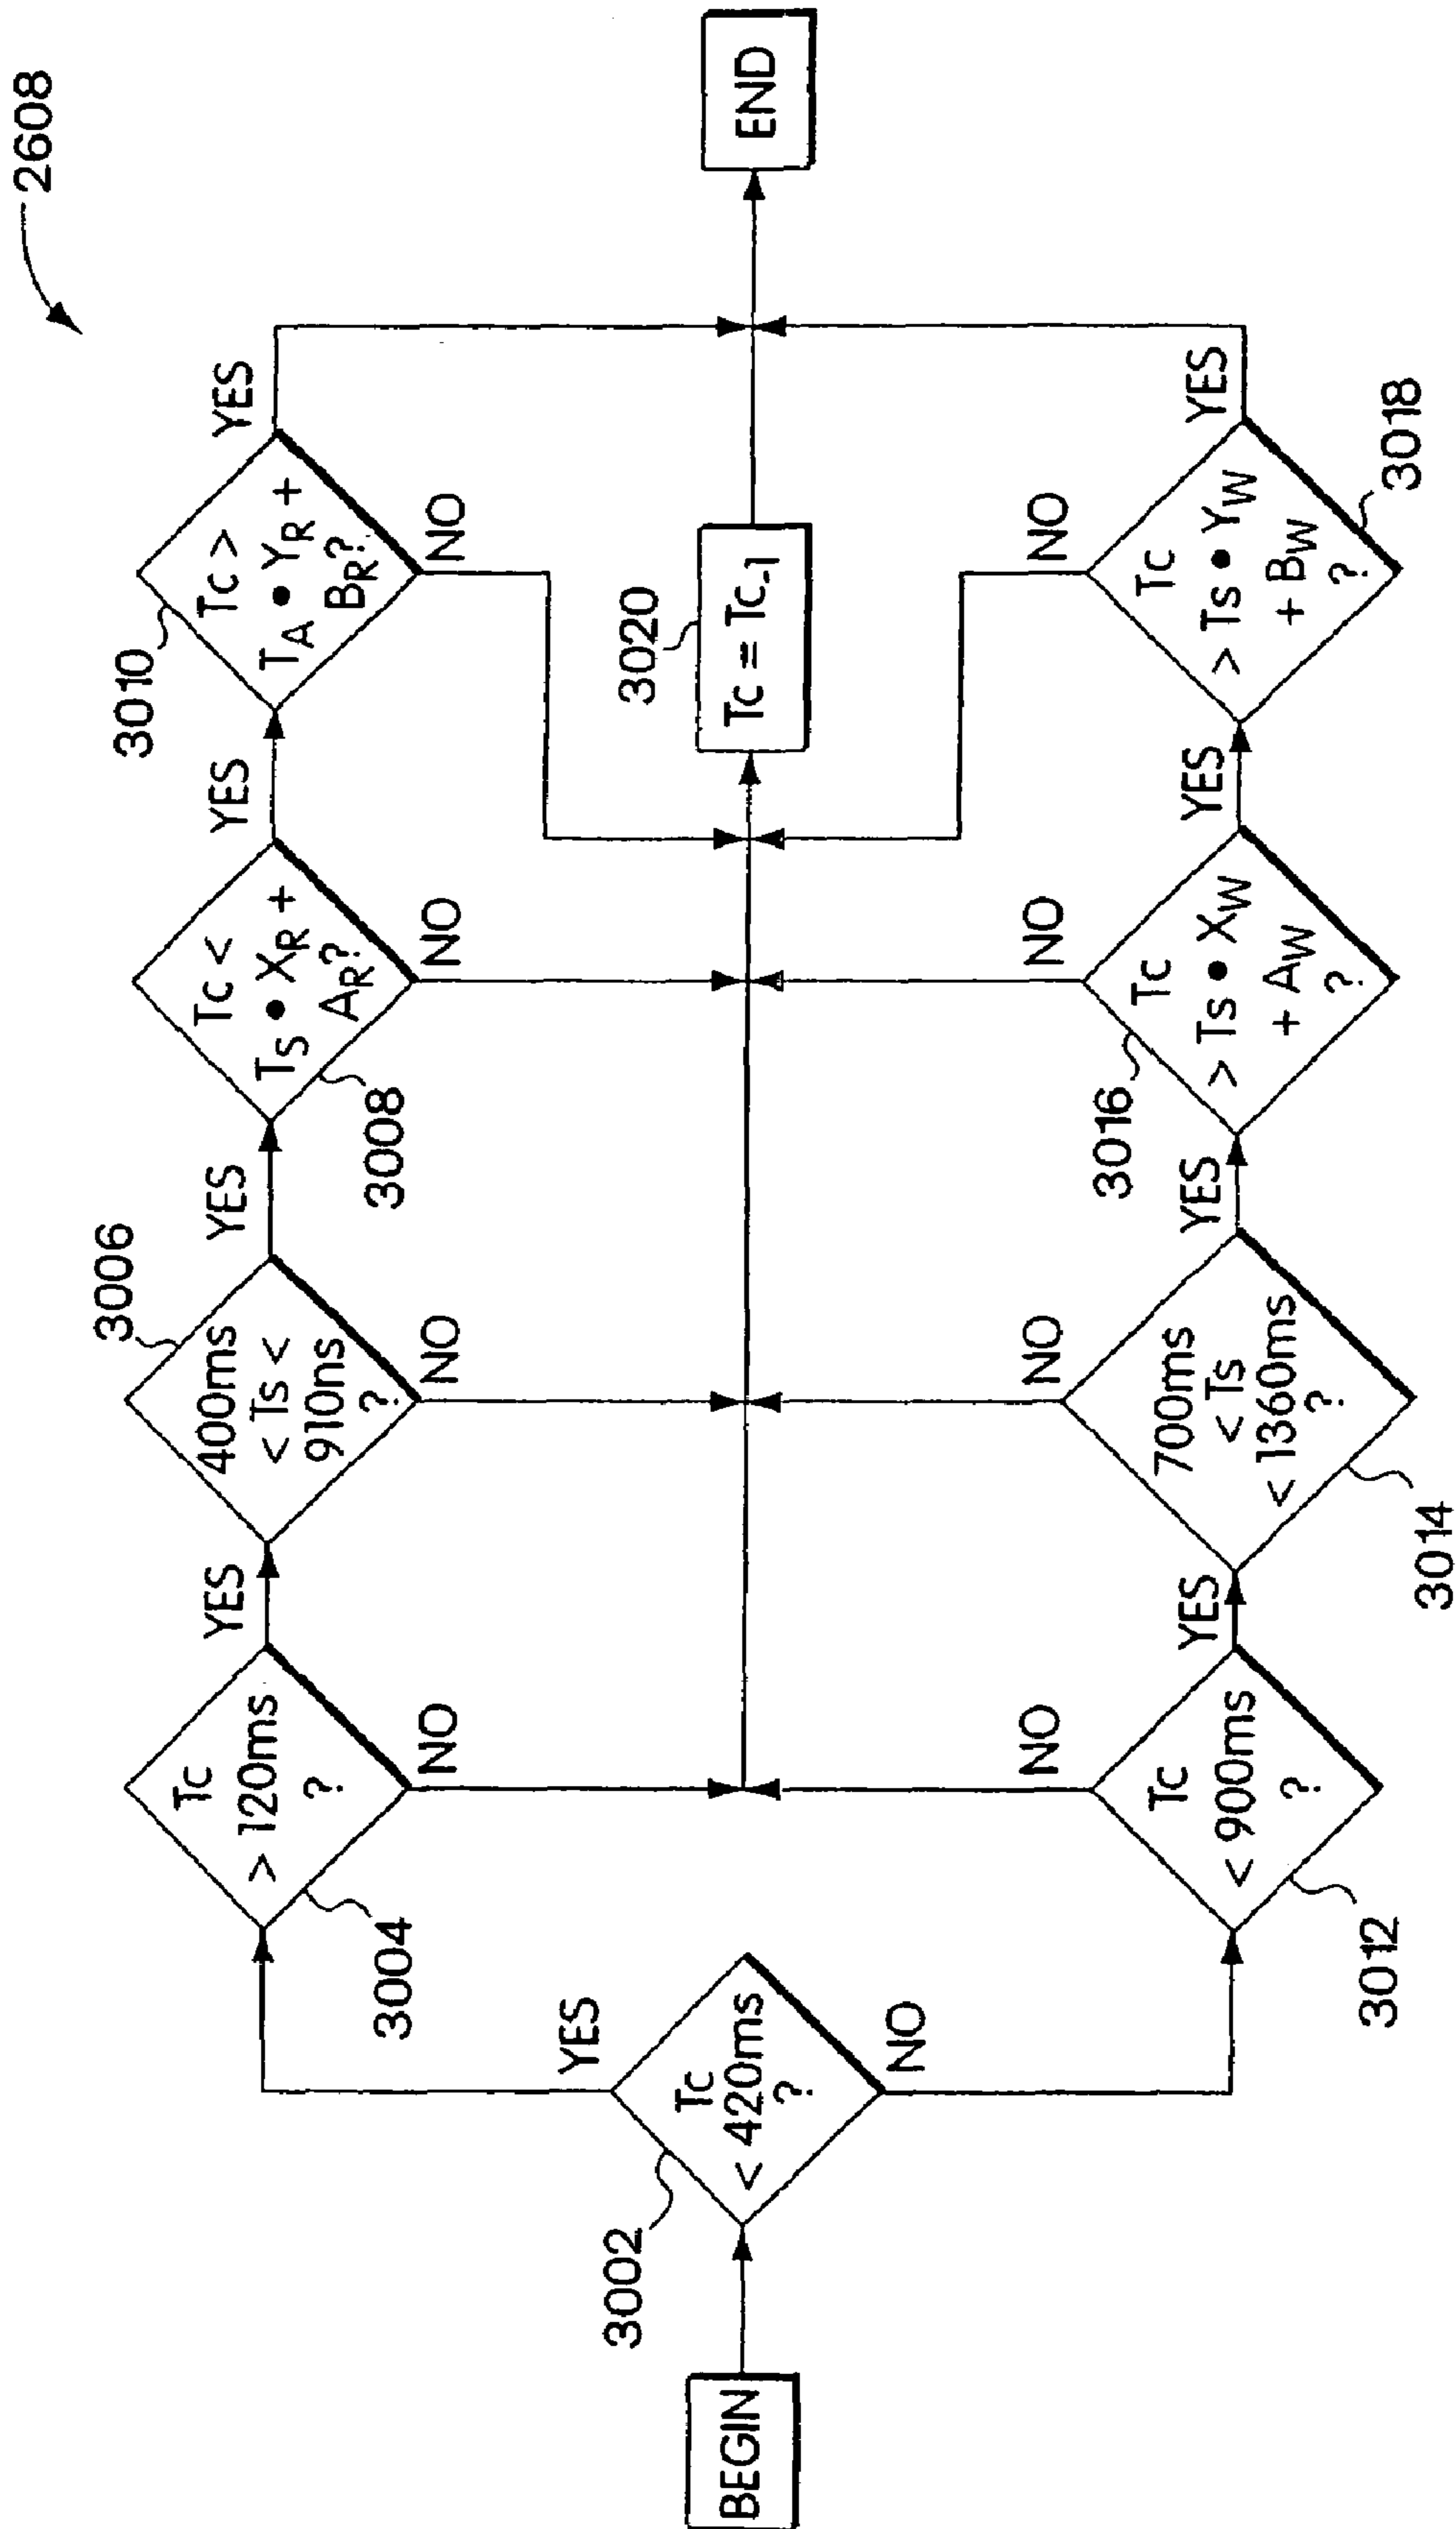 2608
BEGIN
3002
Tc
< 420ms
?
YES
NO
3004
Tc
> 120ms
?
YES
NO
3006
400ms
< Ts <
910ns
?
YES
NO
3008
Tc <
TS • XR +
AR?
YES
NO
3010
Tc >
TA • YR +
BR?
YES
NO
3012
Tc
< 900ms
?
YES
NO
3014
700ms
< Ts
< 1360ms
?
YES
NO
3016
Tc
> Ts • XW
+ AW
?
YES
NO
3018
Tc
> Ts • YW
+ BW
?
YES
NO
3020
Tc = Tc-1
END